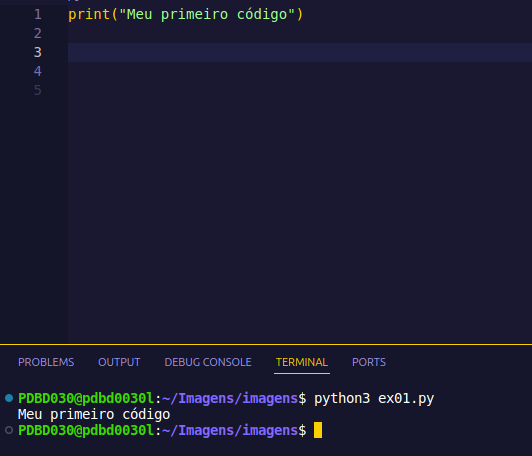 1 print("Meu primeiro código")
2
3
4
5
PROBLEMS OUTPUT DEBUG CONSOLE TERMINAL PORTS
PDBD030@pdbd0030l:~/Imagens/imagens$ python3 ex01.py
Meu primeiro código
PDBD030@pdbd0030l:~/Imagens/imagens$